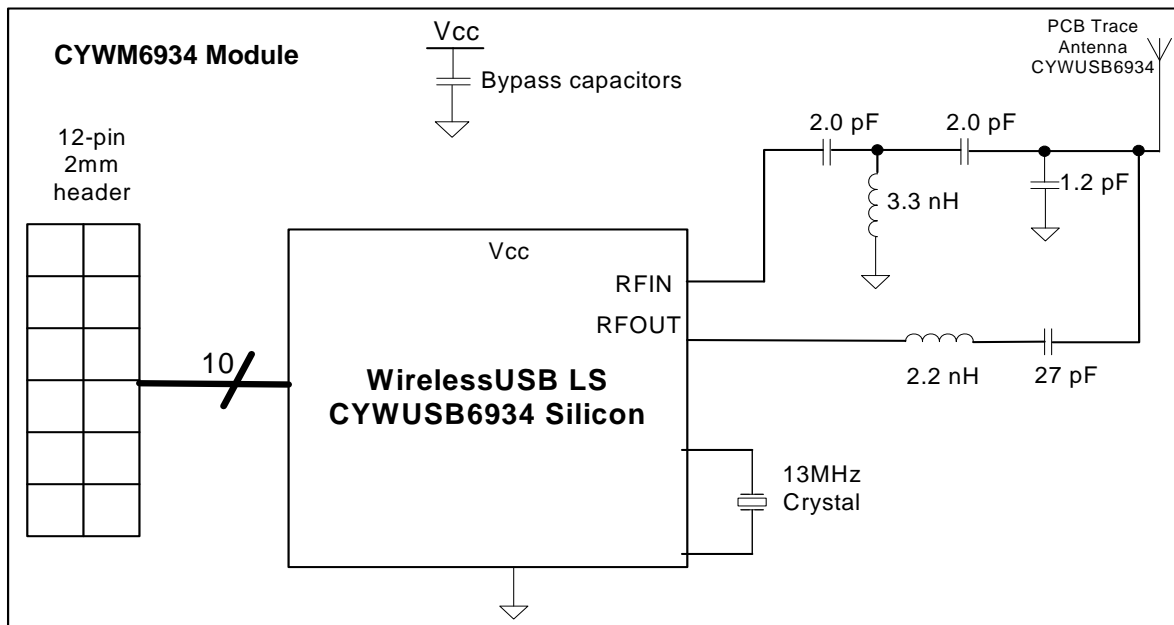 CYWM6934 Module
Vcc
Bypass capacitors
PCB Trace
Antenna
CYWUSB6934
12-pin
2mm
header
2.0 pF
2.0 pF
1.2 pF
3.3 nH
Vcc
RFIN
RFOUT
10
WirelessUSB LS
CYWUSB6934 Silicon
2.2 nH
27 pF
13MHz
Crystal